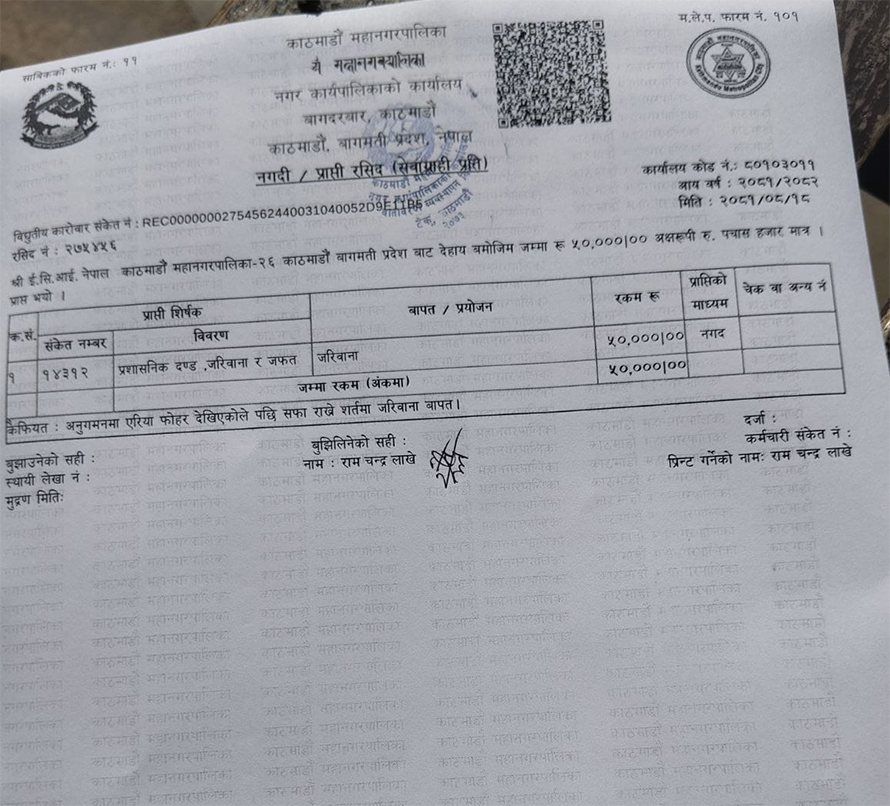 म.ले.प. फारम नं. १०१
साबिकको फारम नं.: ११
काठमाडौं महानगरपालिका
नगर कार्यपालिकाको कार्यालय
बागदरबार, काठमाडौं
काठमाडौं, बागमती प्रदेश, नेपाल
नगदी / प्राप्ती रसिद (सेवाग्राही प्रति)
कार्यालय कोड नं.: ८०१०३०११
आय वर्ष : २०८१/२०८२
मिति : २०८१/०८/१८
विद्युतीय कारोबार संकेत नं : REC00000002754562440031040052D9E11B5
रसिद नं : २७५४५६
श्री ई.सि.आई. नेपाल काठमाडौं महानगरपालिका-२६ काठमाडौं बागमती प्रदेश बाट देहाय बमोजिम जम्मा रू ५०,०००|०० अक्षरूपी रु. पचास हजार मात्र ।
प्राप्त भयो ।
क.सं. प्राप्ती शिर्षक बापत / प्रयोजन रकम रू प्राप्तिको माध्यम चेक वा अन्य नं
संकेत नम्बर विवरण
१ १४३१२ प्रशासनिक दण्ड ,जरिवाना र जफत जरिवाना ५०,०००|०० नगद
जम्मा रकम (अंकमा) ५०,०००|००
कैफियत : अनुगमनमा एरिया फोहर देखिएकोले पछि सफा राख्ने शर्तमा जरिवाना बापत।
बुझाउनेको सही :
स्थायी लेखा नं :
मुद्रण मितिः
बुझिलिनेको सही :
नाम : राम चन्द्र लाखे
दर्जा :
कर्मचारी संकेत नं :
प्रिन्ट गर्नेको नामः राम चन्द्र लाखे